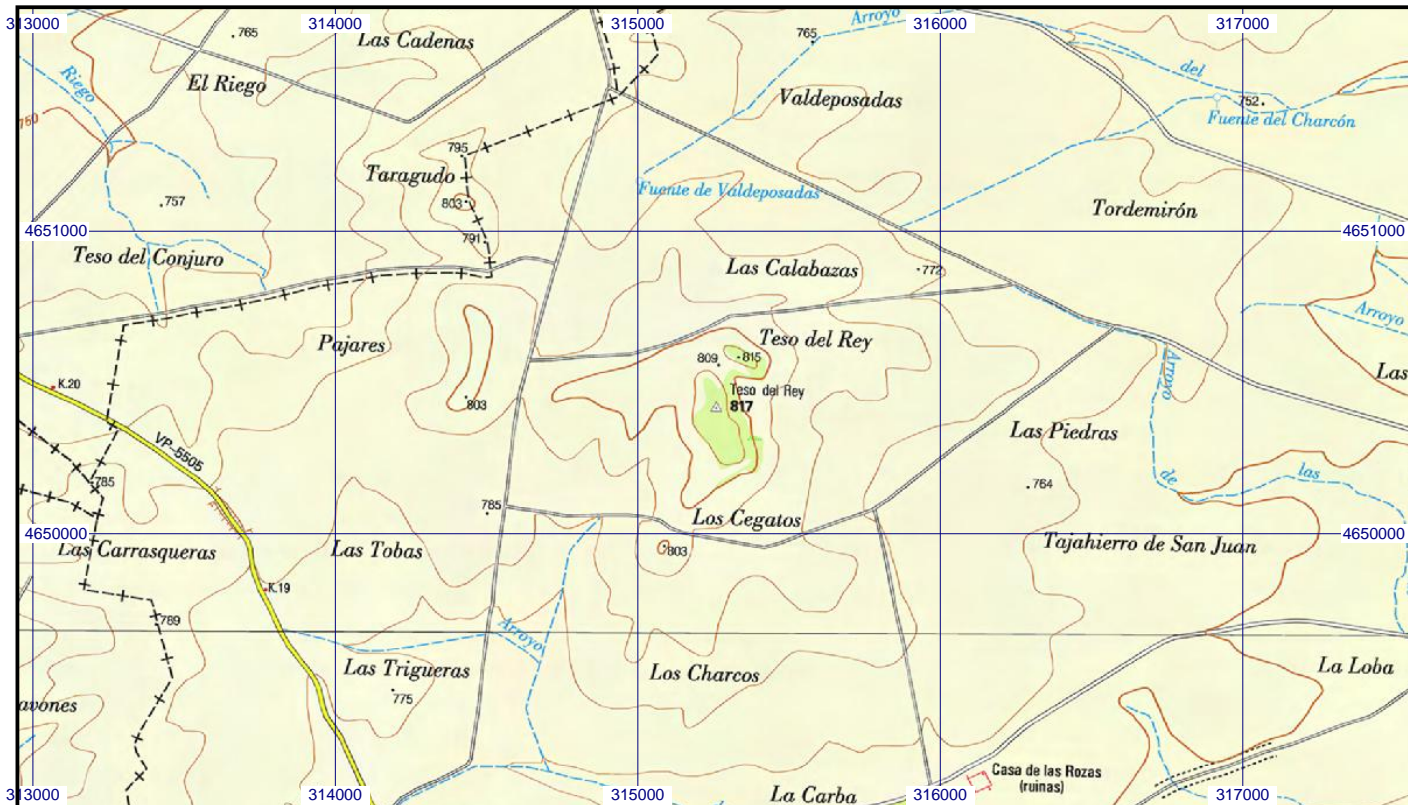 313000
314000
315000
316000
317000
765
Las Cadenas
765
Arroyo
El Riego
Riego
del
Valdeposadas
752
Fuente del Charcón
760
795
Taragudo
Fuente de Valdeposadas
757
803
Tordemirón
4651000
791
4651000
Teso del Conjuro
Las Calabazas
772
Arroyo
Pajares
Teso del Rey
809
815
Arroyo
Las
K.20
Teso del Rey
803
817
VP-5505
Las Piedras
785
las
de
764
785
Los Cegatos
4650000
4650000
Las Carrasqueras
Las Tobas
803
Tajahierro de San Juan
K.19
789
Arroyo
Las Trigueras
Los Charcos
La Loba
775
avones
Casa de las Rozas
(ruinas)
La Carba
313000
314000
315000
316000
317000